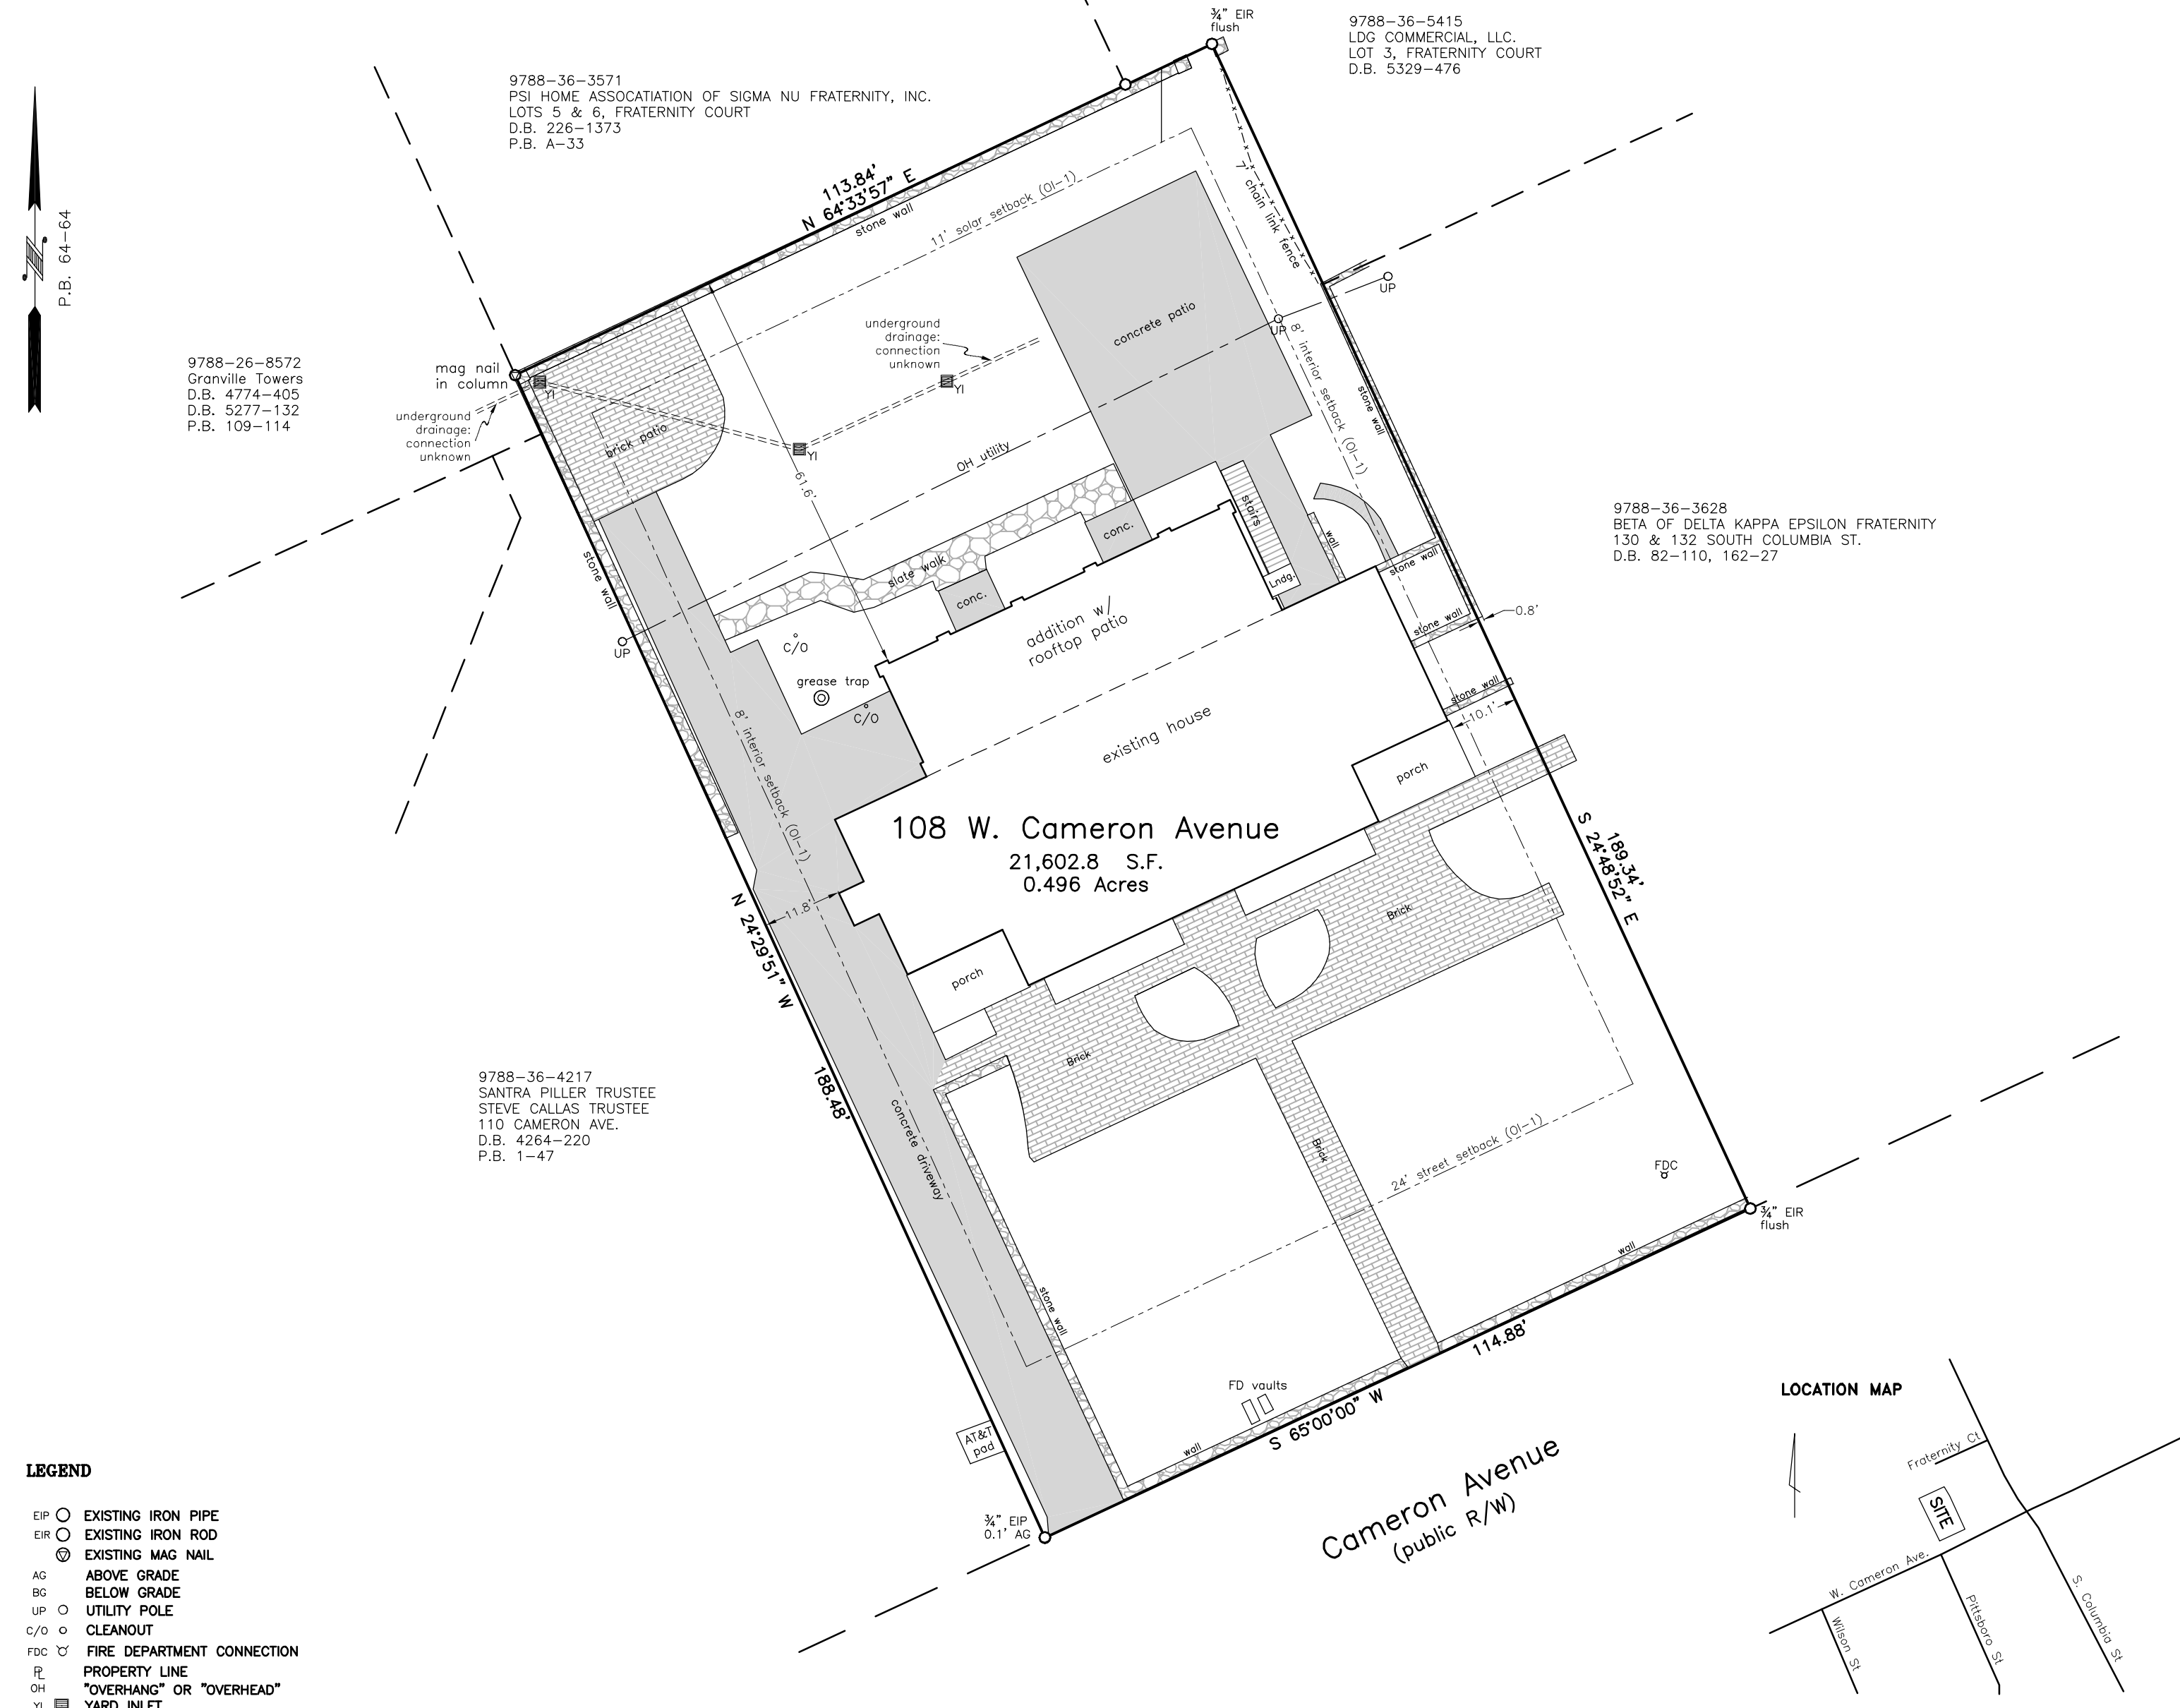 ¾" EIR
flush
9788-36-5415
LDG COMMERCIAL, LLC.
LOT 3, FRATERNITY COURT
D.B. 5329-476
9788-36-3571
PSI HOME ASSOCATIATION OF SIGMA NU FRATERNITY, INC.
LOTS 5 & 6, FRATERNITY COURT
D.B. 226-1373
P.B. A-33
P.B. 64-64
113.84'
N 64°33'57" E
stone wall
11' solar setback (OI-1)
7' chain link fence
concrete patio
UP
UP
8' interior setback (OI-1)
stone wall
underground
drainage:
connection
unknown
YI
9788-26-8572
Granville Towers
D.B. 4774-405
D.B. 5277-132
P.B. 109-114
mag nail
in column
YI
underground
drainage:
connection
unknown
brick patio
YI
OH utility
61.6'
stairs
conc.
wall
stone wall
Lndg.
slate walk
conc.
stone wall
UP
C/O
grease trap
C/O
addition w/
rooftop patio
stone wall
0.8'
stone wall
10.1'
existing house
porch
9788-36-3628
BETA OF DELTA KAPPA EPSILON FRATERNITY
130 & 132 SOUTH COLUMBIA ST.
D.B. 82-110, 162-27
8' interior setback (OI-1)
108 W. Cameron Avenue
21,602.8 S.F.
0.496 Acres
189.34'
S 24°48'52" E
11.8'
N 24°29'51" W
188.48'
porch
Brick
Brick
Brick
concrete driveway
9788-36-4217
SANTRA PILLER TRUSTEE
STEVE CALLAS TRUSTEE
110 CAMERON AVE.
D.B. 4264-220
P.B. 1-47
24' street setback (OI-1)
FDC
¾" EIR
flush
wall
stone wall
114.88'
FD vaults
S 65°00'00" W
wall
AT&T
pad
¾" EIP
0.1' AG
Cameron Avenue
(public R/W)
LOCATION MAP
Fraternity Ct
SITE
W. Cameron Ave.
Wilson St
Pittsboro St
S. Columbia St
LEGEND
EIP EXISTING IRON PIPE
EIR EXISTING IRON ROD
EXISTING MAG NAIL
AG ABOVE GRADE
BG BELOW GRADE
UP UTILITY POLE
C/O CLEANOUT
FDC FIRE DEPARTMENT CONNECTION
PL PROPERTY LINE
OH "OVERHANG" OR "OVERHEAD"
YI YARD INLET